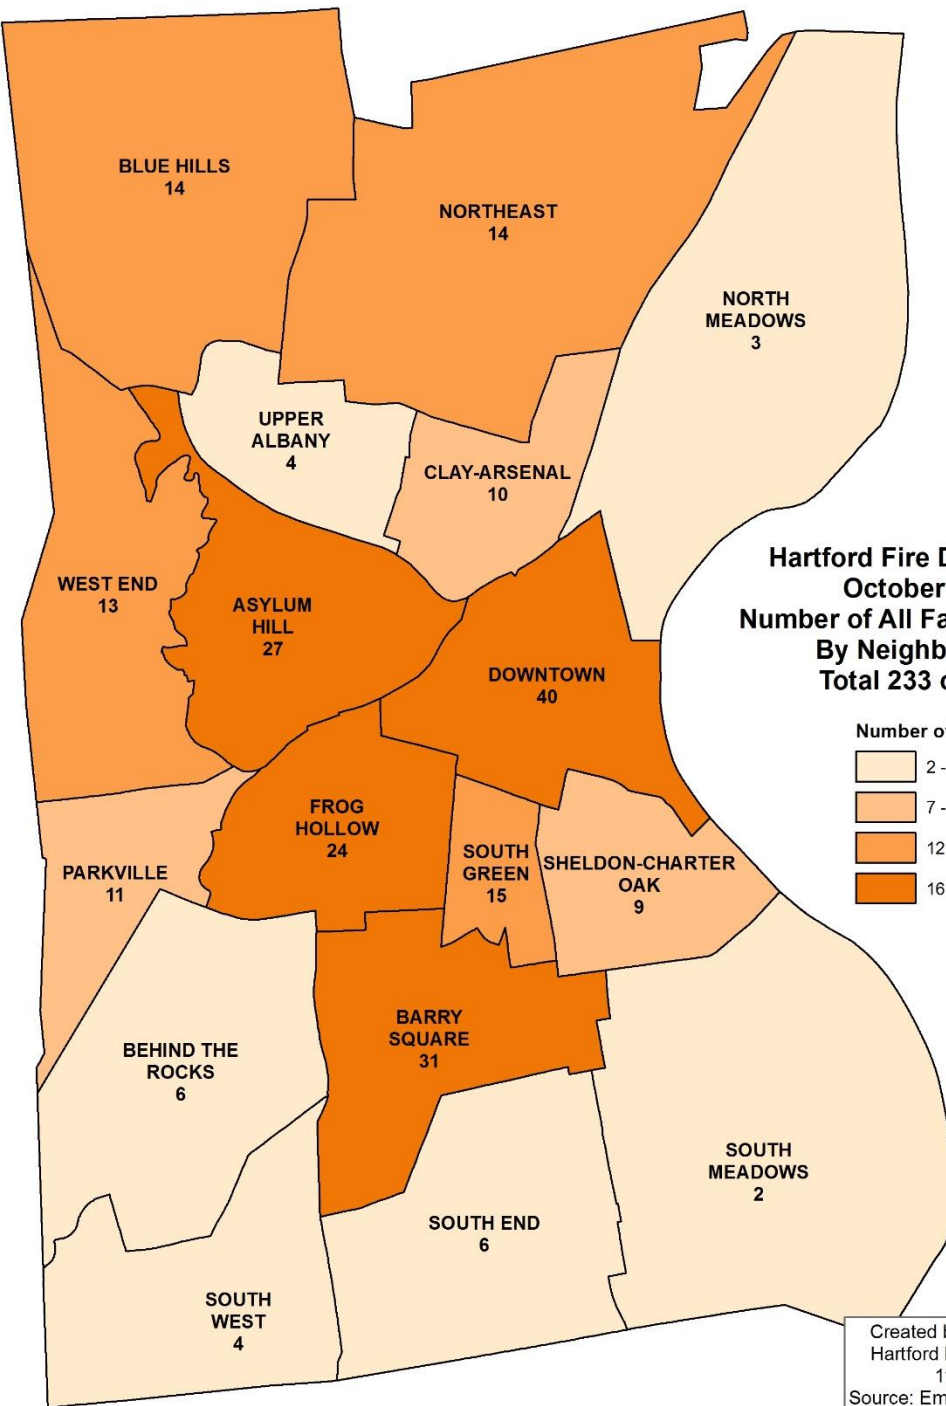 BLUE HILLS
14
NORTHEAST
14
NORTH
MEADOWS
3
UPPER
ALBANY
4
CLAY-ARSENAL
10
WEST END
13
ASYLUM
HILL
27
DOWNTOWN
40
Hartford Fire
October
Number of All
By
Total 233
Number
2 -
7 -
12
16
FROG
HOLLOW
24
SOUTH
GREEN
15
SHELDON-CHARTER
OAK
9
PARKVILLE
11
BARRY
SQUARE
31
BEHIND THE
ROCKS
6
SOUTH
MEADOWS
2
SOUTH END
6
SOUTH
WEST
4
Created
Hartford
Source: